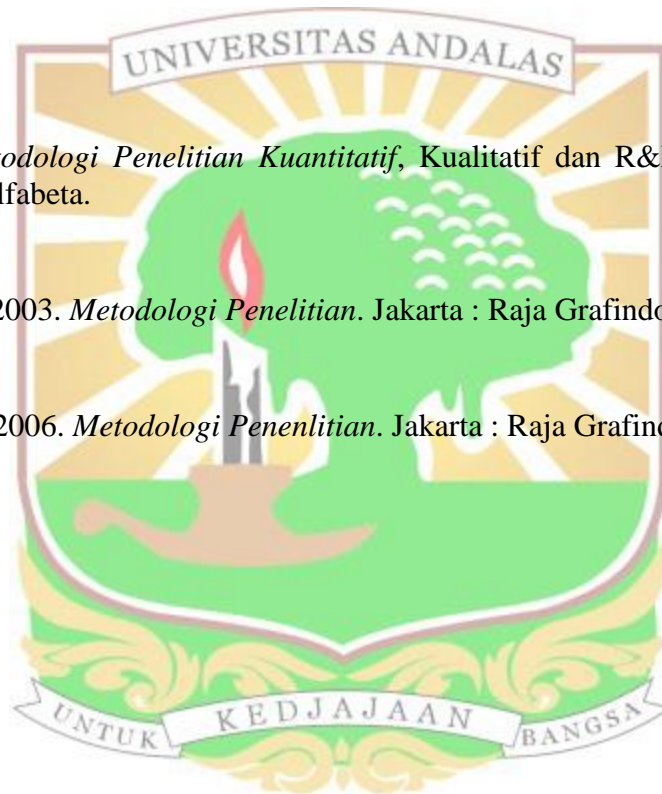 UNIVERSITAS ANDALAS
todologi Penelitian Kuantitatif, Kualitatif dan R&
lfabeta.
2003. Metodologi Penelitian. Jakarta : Raja Grafindo
2006. Metodologi Penenlitian. Jakarta : Raja Grafind
UNTUK KEDJAJAAN BANGSA